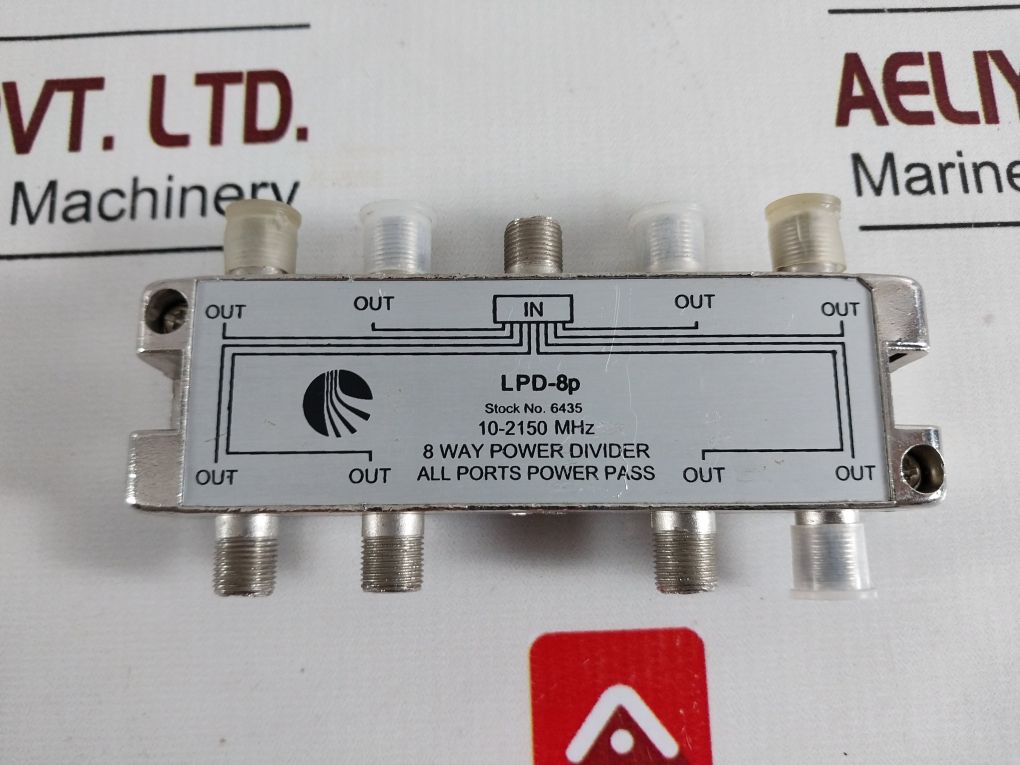 PVT. LTD.
Machinery
AELIY
Marine
OUT
OUT
IN
OUT
OUT
LPD-8p
Stock No. 6435
10-2150 MHz
8 WAY POWER DIVIDER
ALL PORTS POWER PASS
OUT
OUT
OUT
OUT